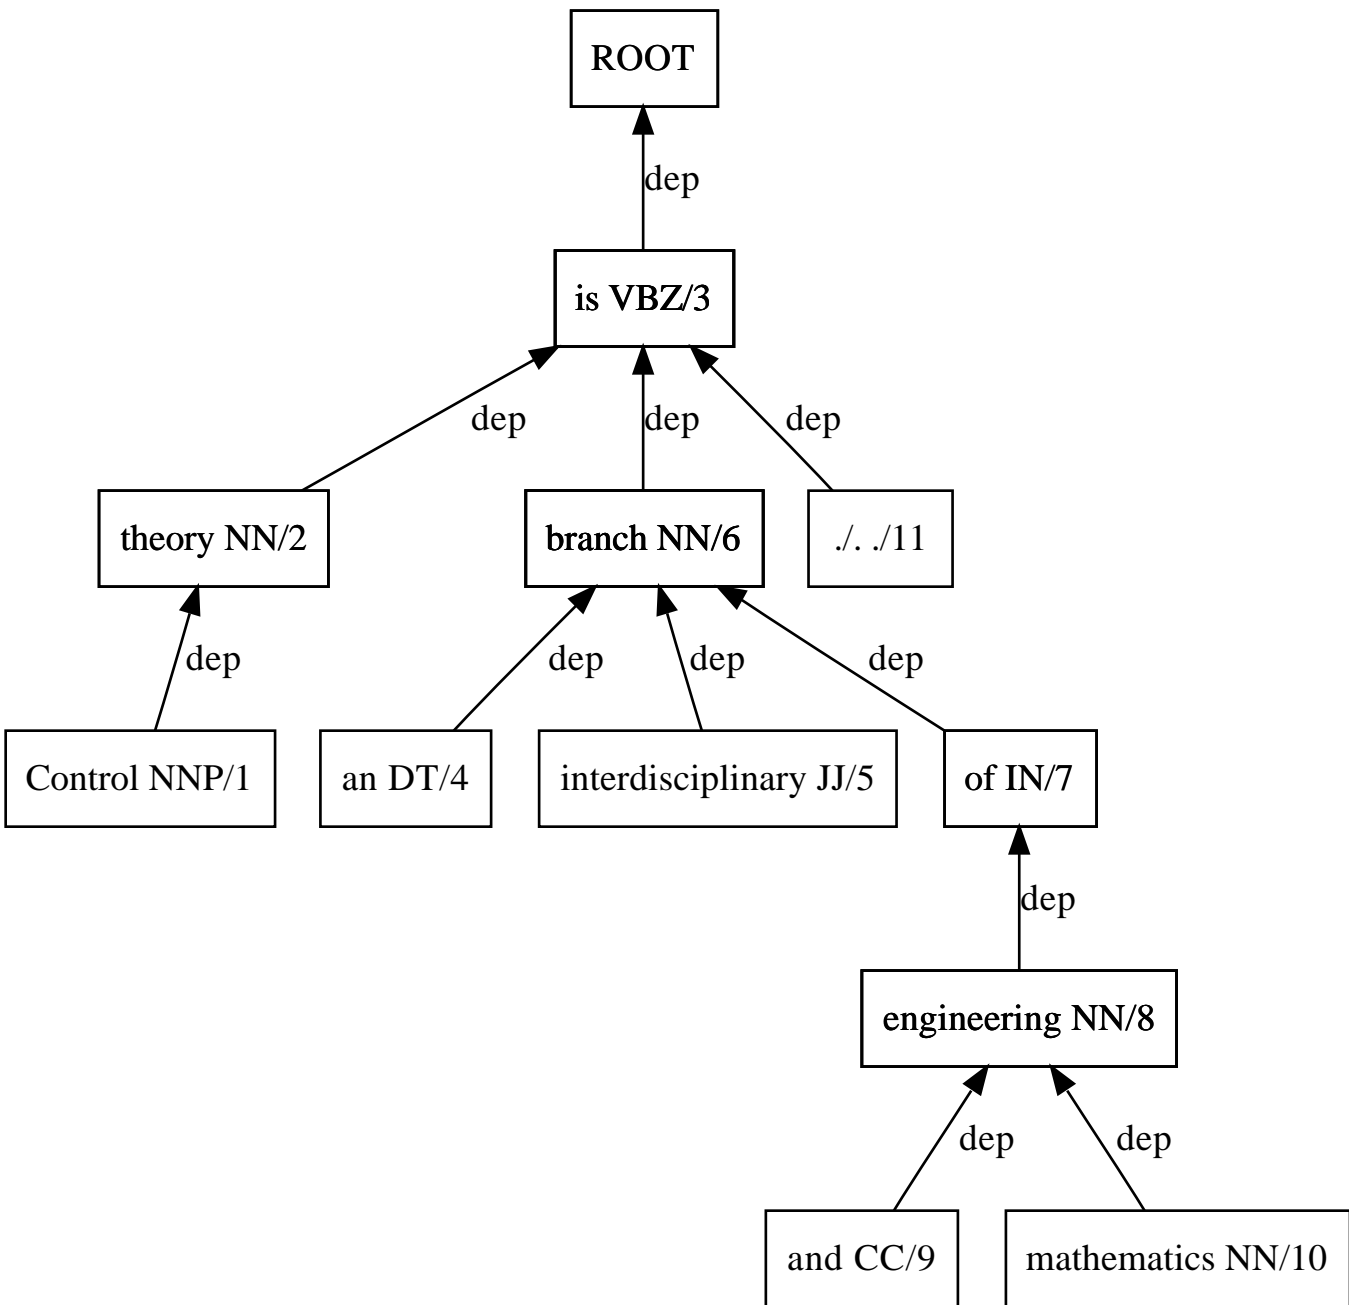 ROOT
dep
is VBZ/3
dep
dep
dep
theory NN/2
branch NN/6
./. ./11
dep
dep
dep
dep
Control NNP/1
an DT/4
interdisciplinary JJ/5
of IN/7
dep
engineering NN/8
dep
dep
and CC/9
mathematics NN/10